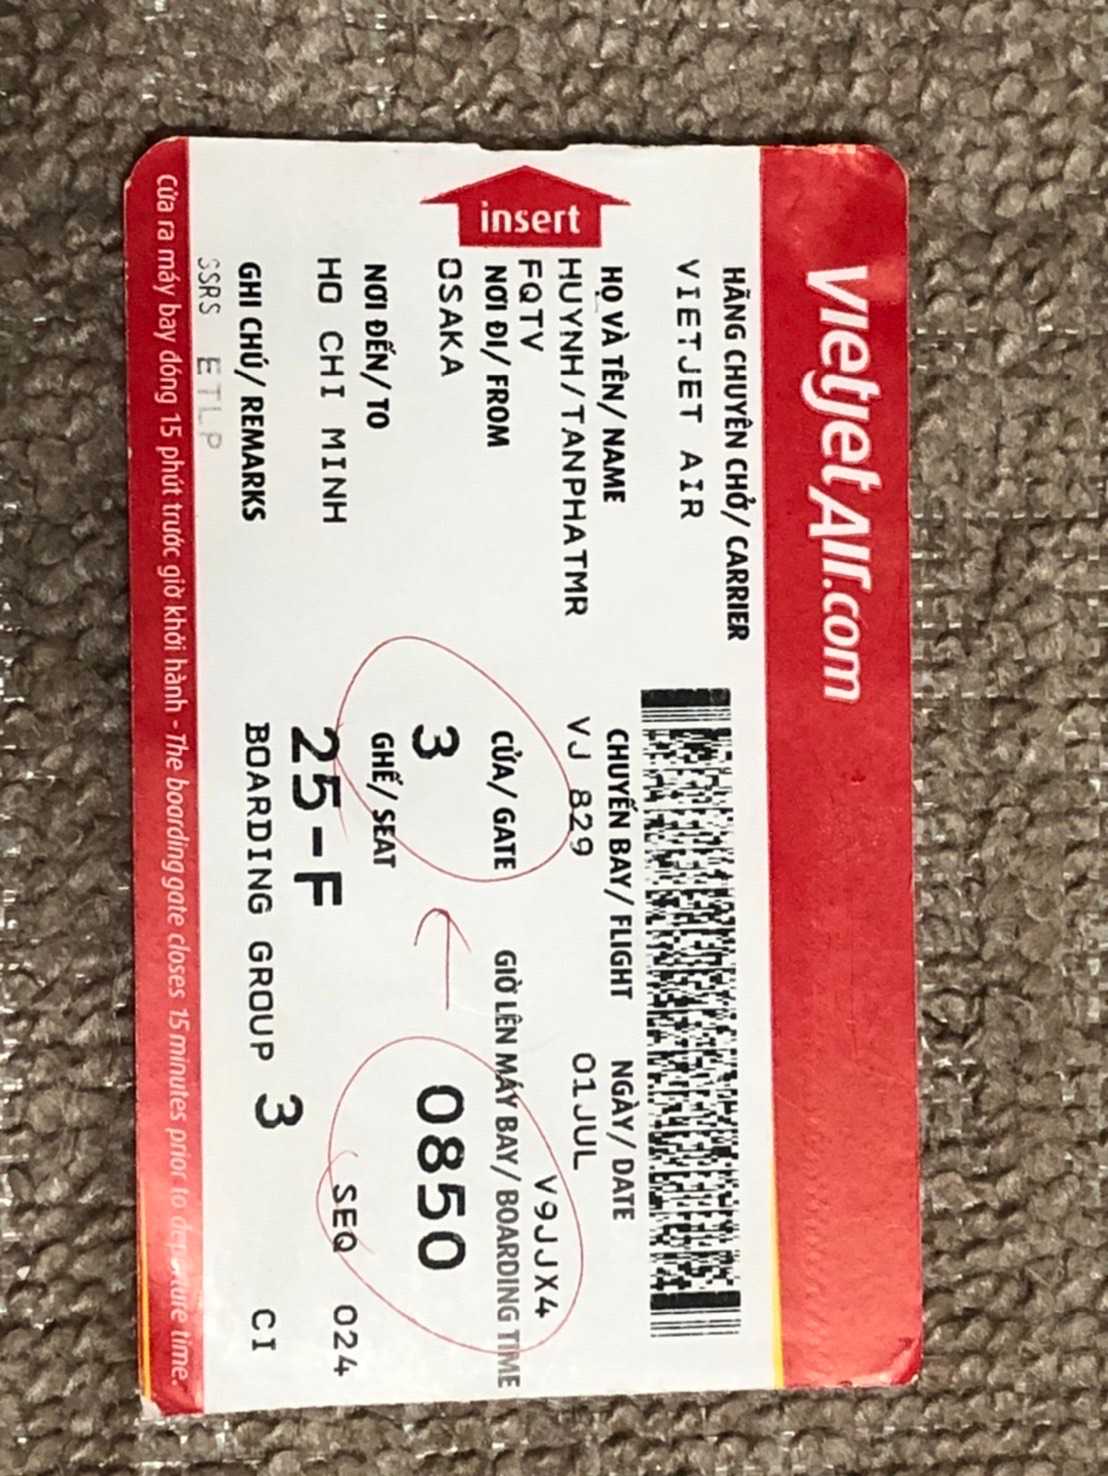 vietjetAir.com
HÃNG CHUYÊN CHỞ/ CARRIER
VIETJET AIR
HỌ VÀ TÊN/ NAME
HUYNH/TANPHATMR
FQTV
NƠI ĐI/ FROM
OSAKA
NƠI ĐẾN/ TO
HO CHI MINH
GHI CHÚ/ REMARKS
SSRS ETLP
insert
CHUYẾN BAY/ FLIGHT NGÀY/ DATE
VJ 829 01JUL
V9JJX4
CỬA/ GATE GIỜ LÊN MÁY BAY/ BOARDING TIME
3 0850
GHẾ/ SEAT
25-F SEQ 024
BOARDING GROUP 3 CI
Cửa ra máy bay đóng 15 phút trước giờ khởi hành - The boarding gate closes 15 minutes prior to departure time.